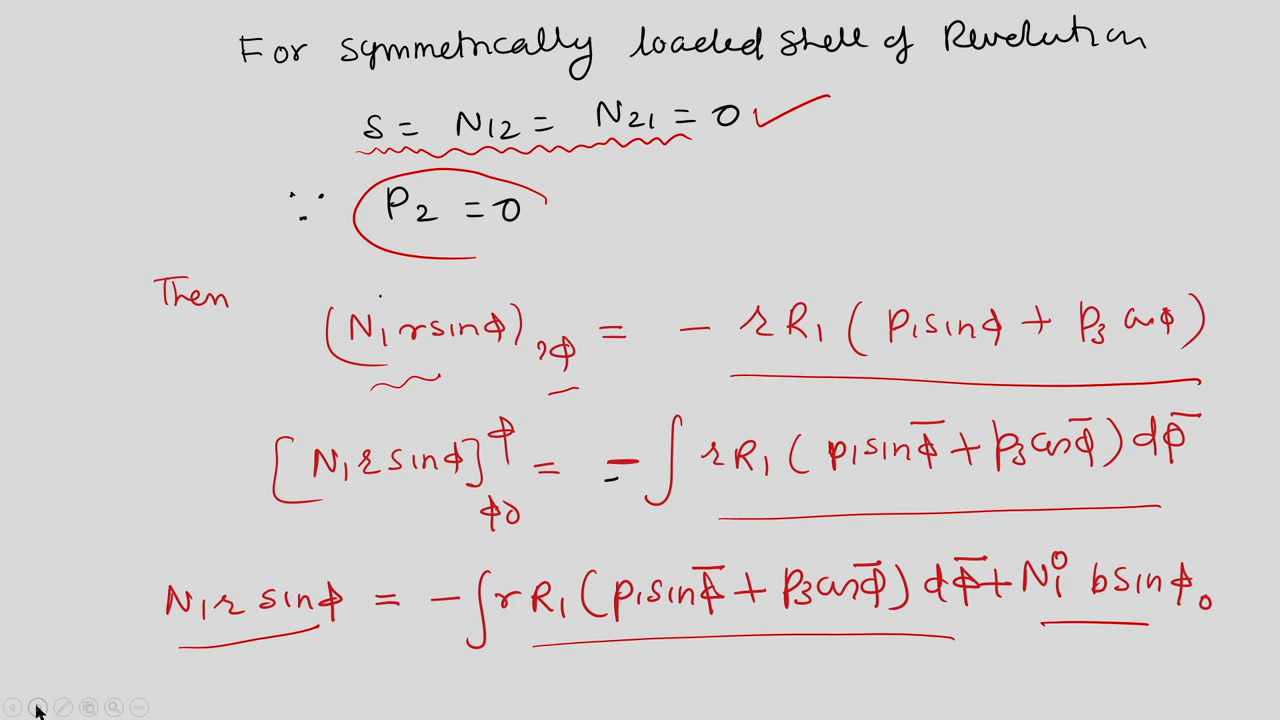 For symmetrically loaded shell of Revolution
S = N12 = N21 = 0 ✓
∵ P2 = 0
Then (N1 r sinφ),φ = - r R1 ( p1 sinφ + p3 cosφ )
[N1 r sinφ]φφ0 = - ∫ r R1 ( p1 sinφ̅ + p3 cosφ̅ ) dφ̅
N1 r sinφ = - ∫ r R1 ( p1 sinφ̅ + p3 cosφ̅ ) dφ̅ + N1⁰ b sinφ0